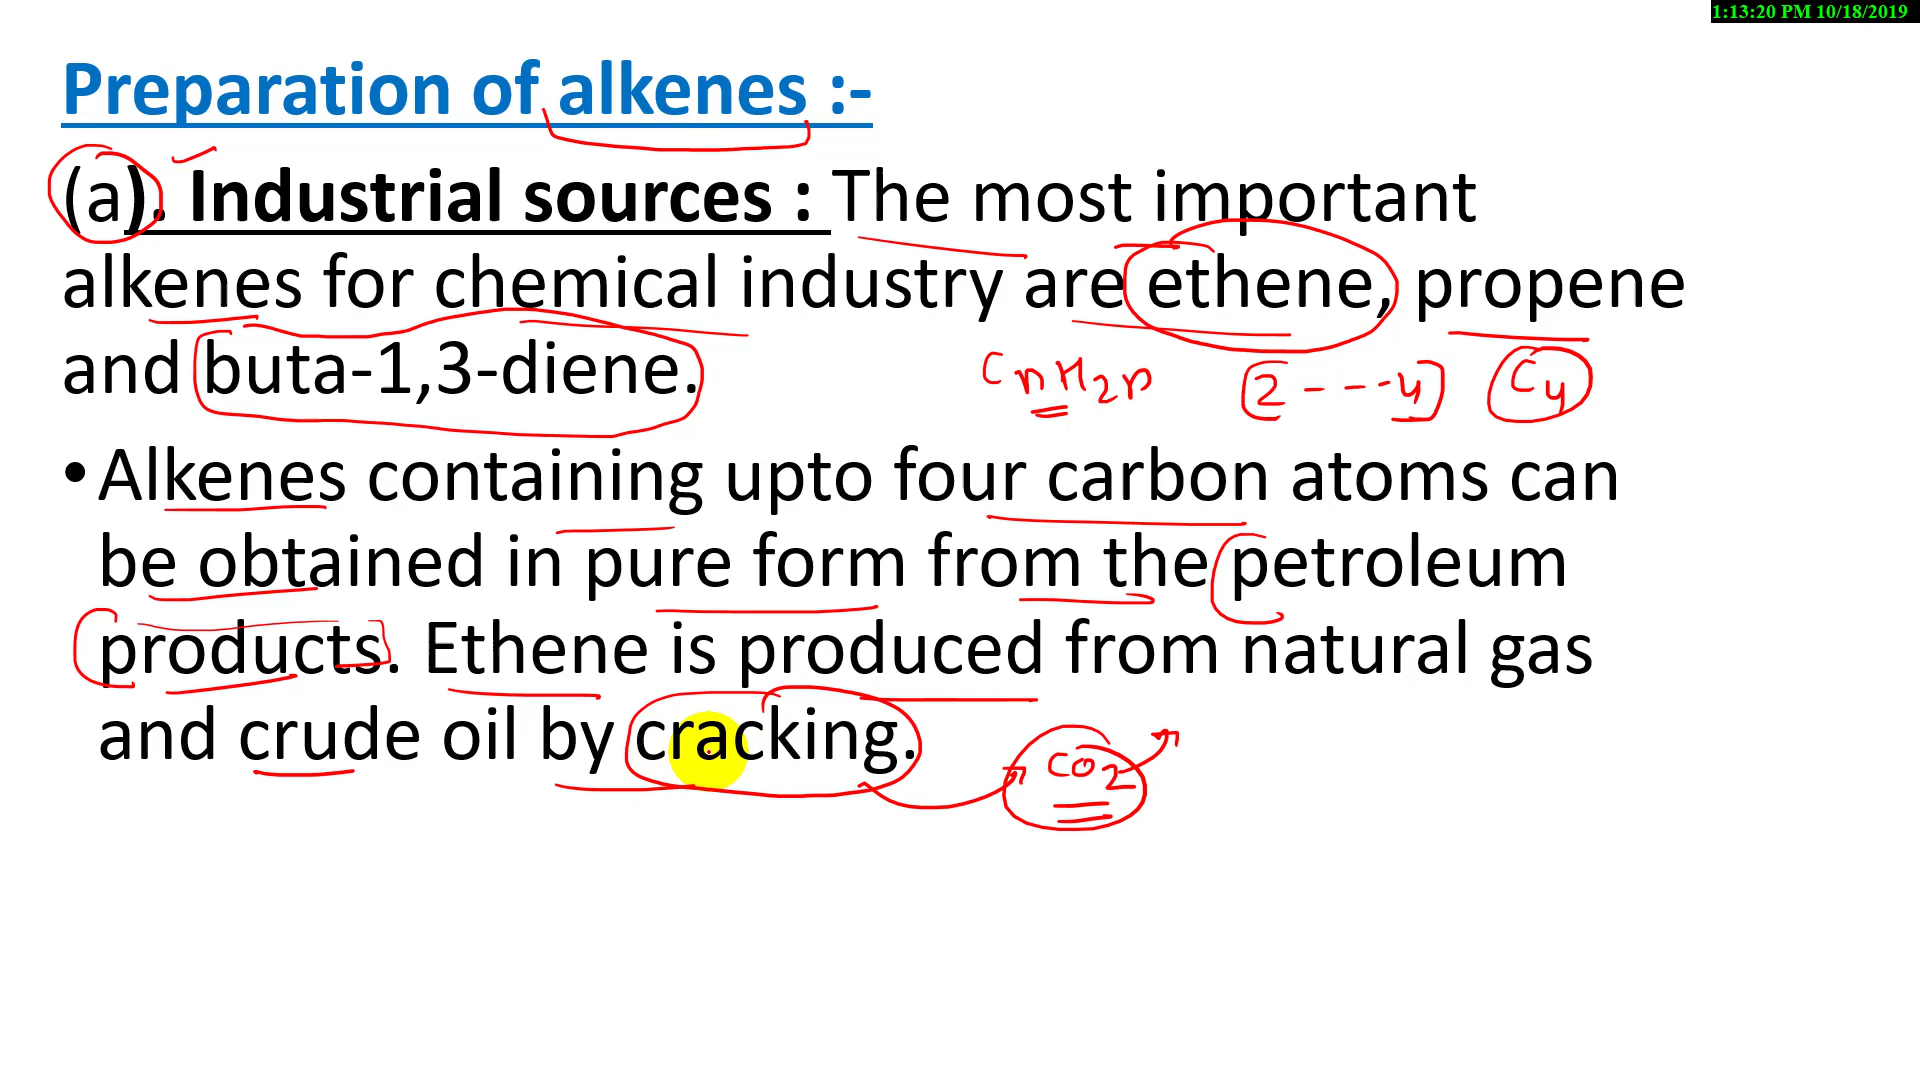 1:13:20 PM 10/18/2019
Preparation of alkenes :-
(a). Industrial sources : The most important
alkenes for chemical industry are ethene, propene
and buta-1,3-diene.
CnH2n 2 - - - 4 C4
• Alkenes containing upto four carbon atoms can
be obtained in pure form from the petroleum
products. Ethene is produced from natural gas
and crude oil by cracking.
CO2